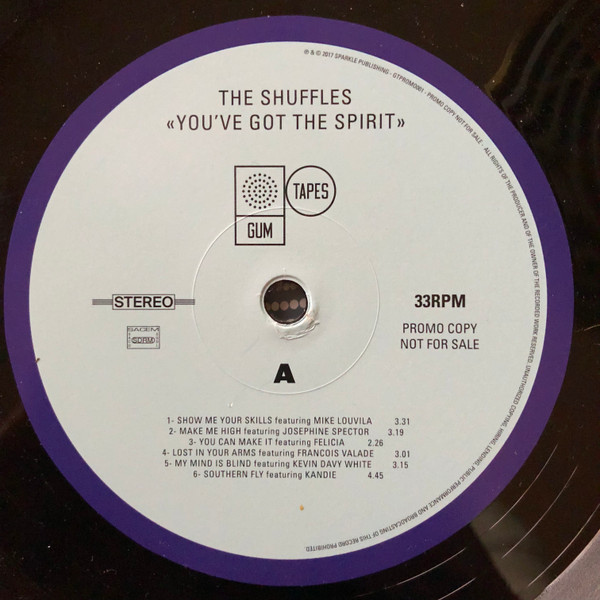 ℗ & © 2017 SPARKLE PUBLISHING - GTPROMO001 - PROMO COPY NOT FOR SALE - ALL RIGHTS OF THE PRODUCER AND OF THE OWNER OF THE RECORDED WORK RESERVED. UNAUTHORIZED COPYING, HIRING, LENDING, PUBLIC PERFORMANCE AND BROADCASTING OF THIS RECORD PROHIBITED.
THE SHUFFLES
«YOU'VE GOT THE SPIRIT»
TAPES
GUM
STEREO
33RPM
SACEM
SDRM
PROMO COPY
NOT FOR SALE
A
1- SHOW ME YOUR SKILLS featuring MIKE LOUVILA 3.31
2- MAKE ME HIGH featuring JOSEPHINE SPECTOR 3.19
3- YOU CAN MAKE IT featuring FELICIA 2.26
4- LOST IN YOUR ARMS featuring FRANCOIS VALADE 3.01
5- MY MIND IS BLIND featuring KEVIN DAVY WHITE 3.15
6- SOUTHERN FLY featuring KANDIE 4.45